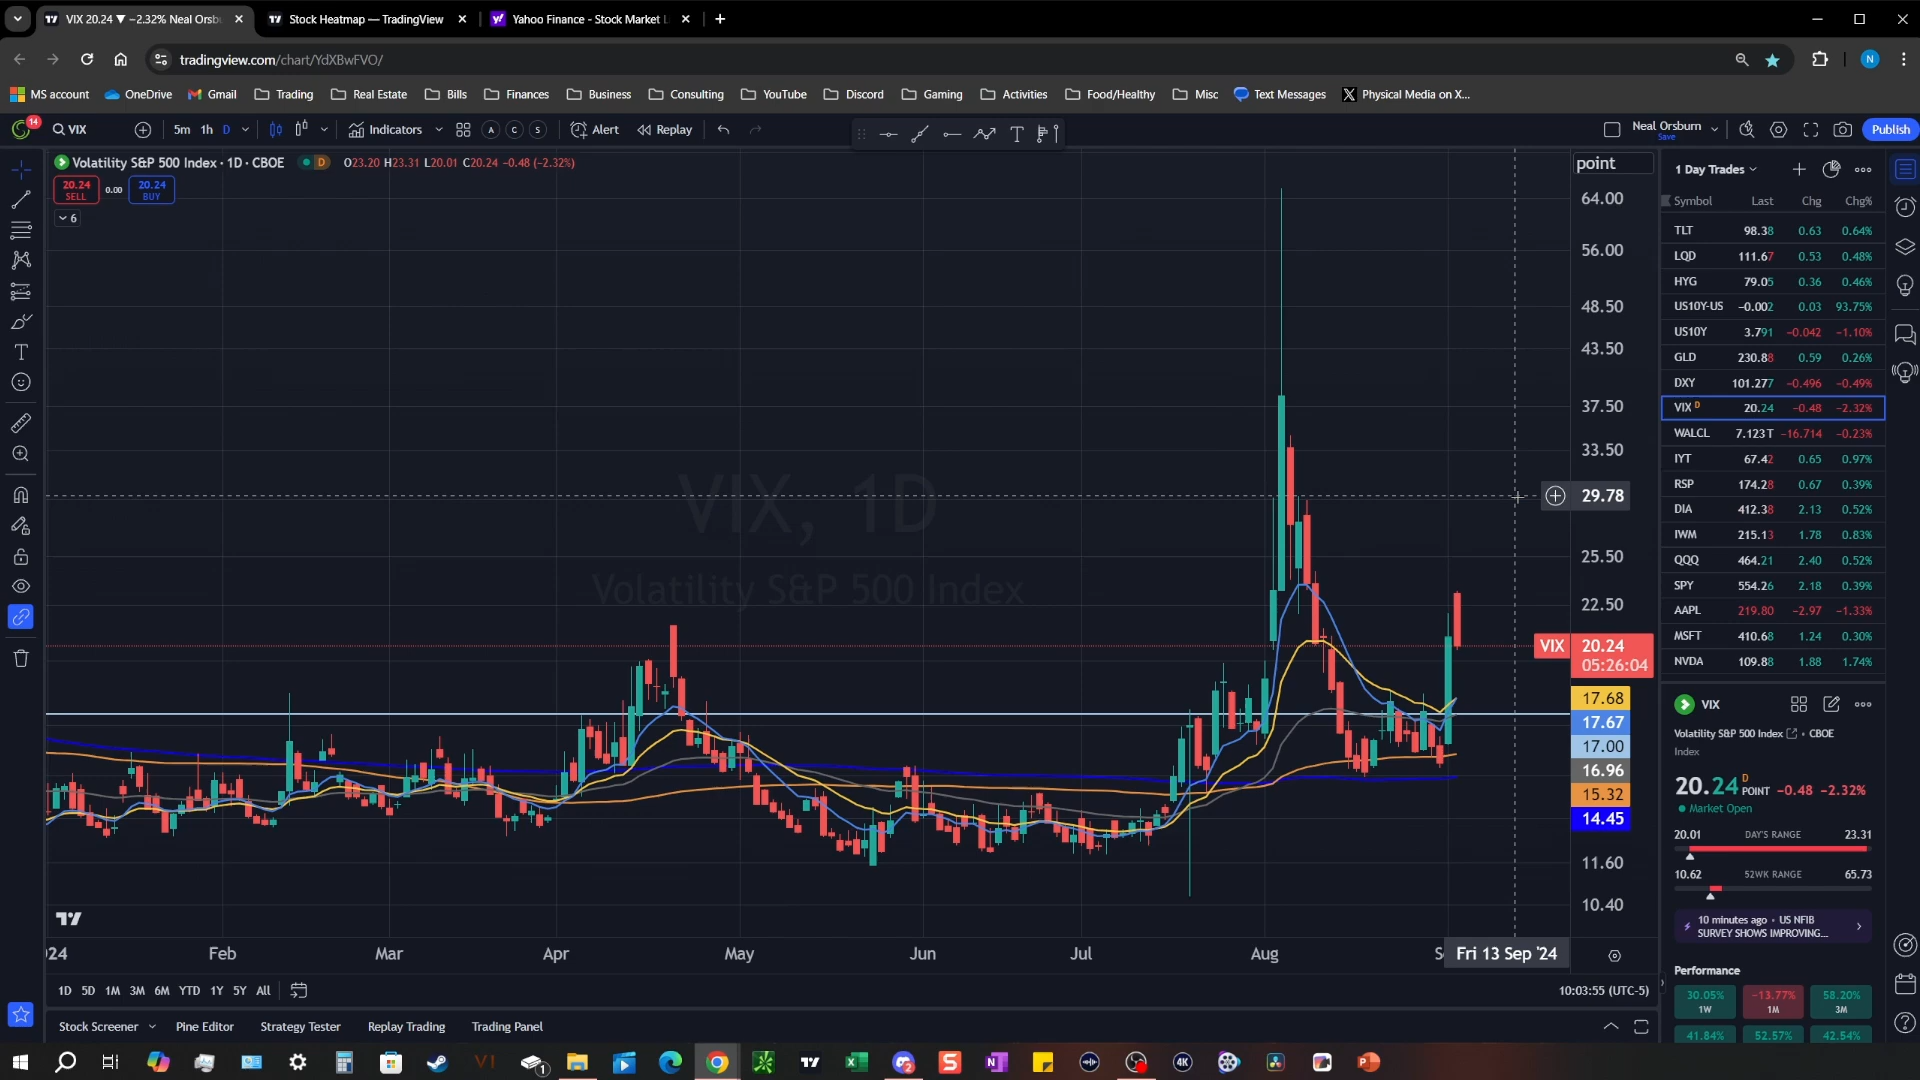 VIX 20.24 ▼ −2.32% Neal Orsb
Stock Heatmap — TradingView
Yahoo Finance - Stock Market L
tradingview.com/chart/YdXBwFVO/
N
MS account
OneDrive
Gmail
Trading
Real Estate
Bills
Finances
Business
Consulting
YouTube
Discord
Gaming
Activities
Food/Healthy
Misc
Text Messages
Physical Media on X...
14
VIX
5m 1h D
Indicators
A C S
Alert
Replay
Neal Orsburn
Save
Publish
Volatility S&P 500 Index · 1D · CBOE
D
O23.20 H23.31 L20.01 C20.24 −0.48 (−2.32%)
20.24
SELL
0.00
20.24
BUY
6
VIX, 1D
Volatility S&P 500 Index
point
64.00
56.00
48.50
43.50
37.50
33.50
29.78
25.50
22.50
VIX
20.24
05:26:04
17.68
17.67
17.00
16.96
15.32
14.45
11.60
10.40
024 Feb Mar Apr May Jun Jul Aug
Fri 13 Sep '24
1D 5D 1M 3M 6M YTD 1Y 5Y All
10:03:55 (UTC-5)
Stock Screener
Pine Editor
Strategy Tester
Replay Trading
Trading Panel
1 Day Trades
Symbol Last Chg Chg%
TLT 98.38 0.63 0.64%
LQD 111.67 0.53 0.48%
HYG 79.05 0.36 0.46%
US10Y-US −0.002 0.03 93.75%
US10Y 3.791 −0.042 −1.10%
GLD 230.88 0.59 0.26%
DXY 101.277 −0.496 −0.49%
VIX D 20.24 −0.48 −2.32%
WALCL 7.123 T −16.714 −0.23%
IYT 67.42 0.65 0.97%
RSP 174.28 0.67 0.39%
DIA 412.38 2.13 0.52%
IWM 215.13 1.78 0.83%
QQQ 464.21 2.40 0.52%
SPY 554.26 2.18 0.39%
AAPL 219.80 −2.97 −1.33%
MSFT 410.68 1.24 0.30%
NVDA 109.88 1.88 1.74%
VIX
Volatility S&P 500 Index · CBOE
Index
20.24 D POINT −0.48 −2.32%
Market Open
20.01 DAY'S RANGE 23.31
10.62 52WK RANGE 65.73
10 minutes ago · US NFIB
SURVEY SHOWS IMPROVING...
Performance
30.05% −13.77% 58.20%
1W 1M 3M
41.84% 52.57% 42.54%